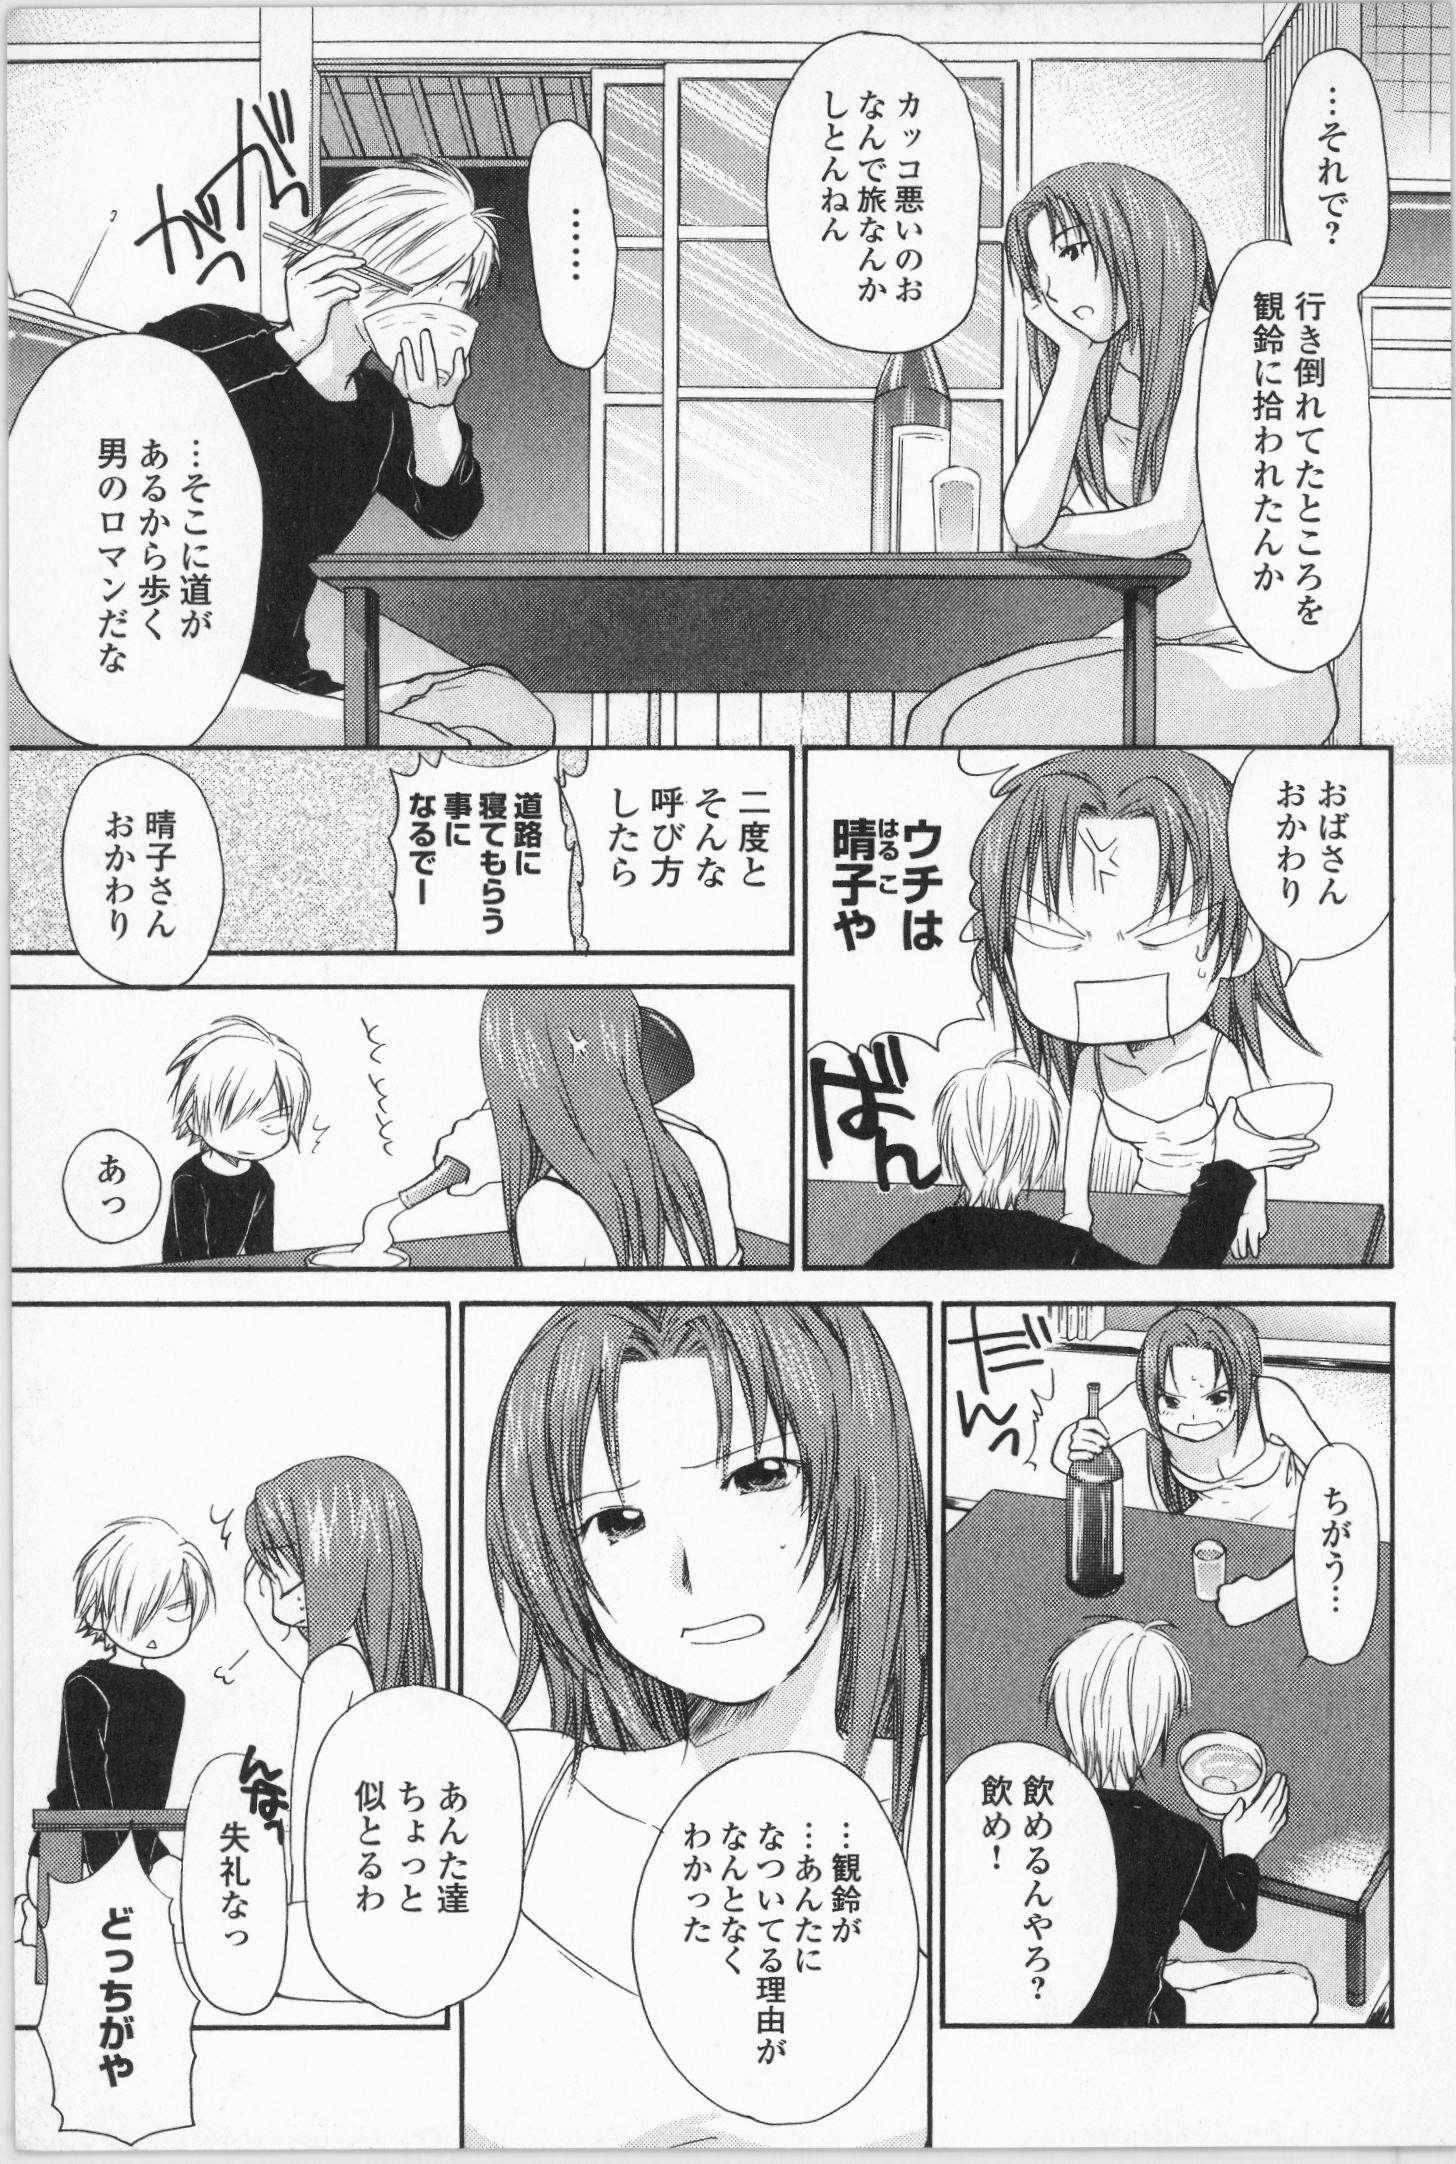 …それで？
行き倒れてたところを
観鈴に拾われたんか
カッコ悪いのお
なんで旅なんか
しとんねん
……
ガッ
ガラ
…そこに道が
あるから歩く
男のロマンだな
おばさん
おかわり
ウチは
晴子や
はるこ
ばん
二度と
そんな
呼び方
したら
道路に
寝てもらう
事に
なるでー
晴子さん
おかわり
あっ
ちがう…
だんっ
飲めるんやろ？
飲め！
…観鈴が
…あんたに
なついてる理由が
なんとなく
わかった
あんた達
ちょっと
似とるわ
んなっ
失礼なっ
どっちがや